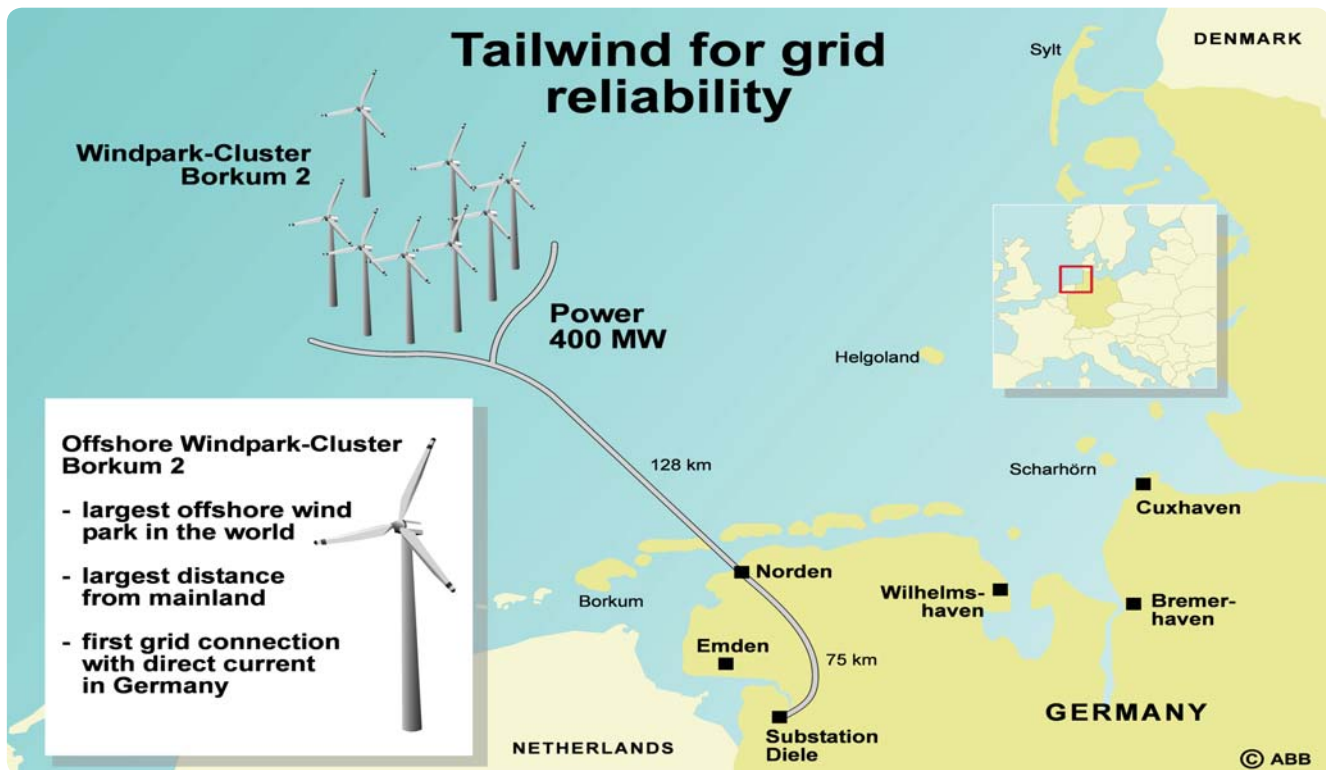 Tailwind for grid
reliability
Sylt
DENMARK
Windpark-Cluster
Borkum 2
Power
400 MW
Helgoland
Offshore Windpark-Cluster
Borkum 2
- largest offshore wind
park in the world
- largest distance
from mainland
- first grid connection
with direct current
in Germany
128 km
Scharhörn
Cuxhaven
Norden
Borkum
Wilhelms-
haven
Bremer-
haven
Emden
75 km
GERMANY
Substation
Diele
NETHERLANDS
© ABB